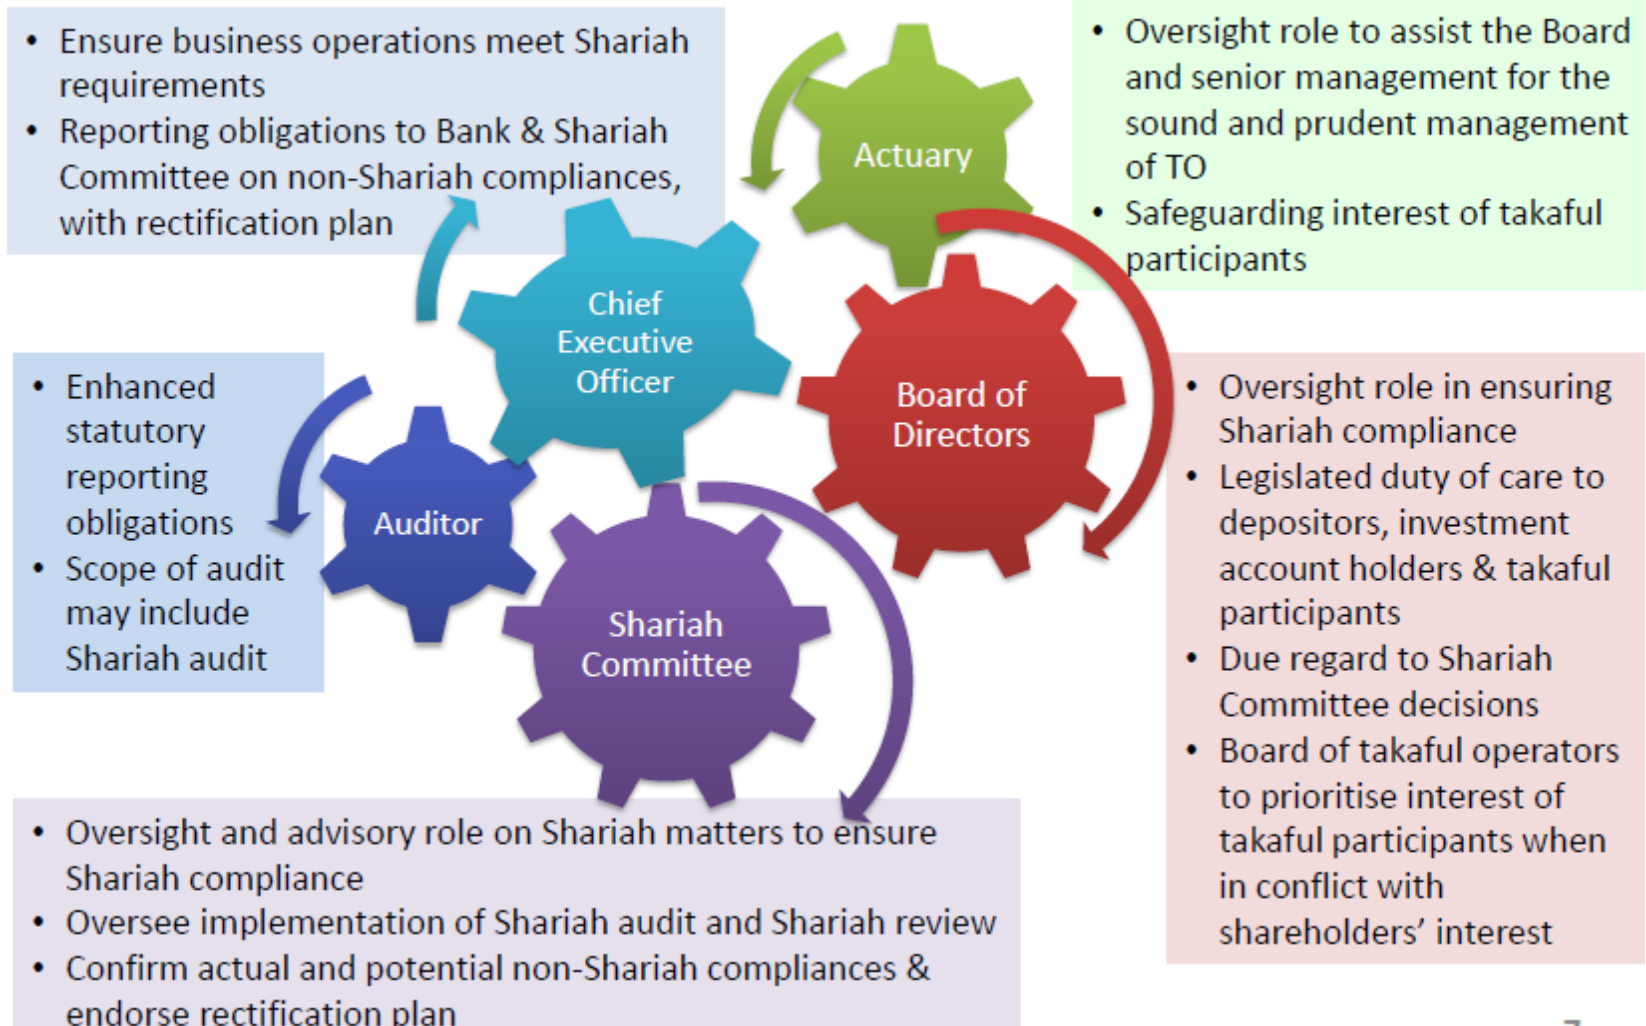 • Ensure business operations meet Shariah
requirements
• Reporting obligations to Bank & Shariah
Committee on non-Shariah compliances,
with rectification plan
Actuary
• Oversight role to assist the Board
and senior management for the
sound and prudent management
of TO
• Safeguarding interest of takaful
participants
Chief
Executive
Officer
Board of
Directors
• Enhanced
statutory
reporting
obligations
• Scope of audit
may include
Shariah audit
Auditor
• Oversight role in ensuring
Shariah compliance
• Legislated duty of care to
depositors, investment
account holders & takaful
participants
• Due regard to Shariah
Committee decisions
• Board of takaful operators
to prioritise interest of
takaful participants when
in conflict with
shareholders’ interest
Shariah
Committee
• Oversight and advisory role on Shariah matters to ensure
Shariah compliance
• Oversee implementation of Shariah audit and Shariah review
• Confirm actual and potential non-Shariah compliances &
endorse rectification plan